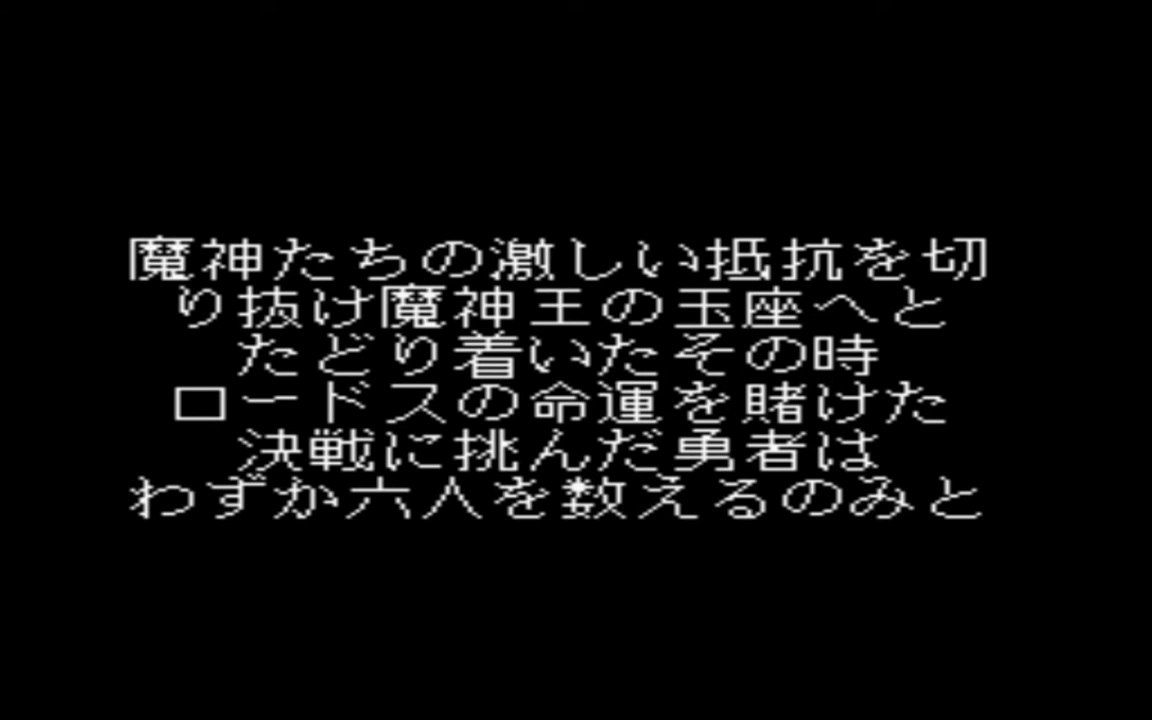 魔神たちの激しい抵抗を切
り抜け魔神王の玉座へと
たどり着いたその時
ロードスの命運を賭けた
決戦に挑んだ勇者は
わずか六人を数えるのみと